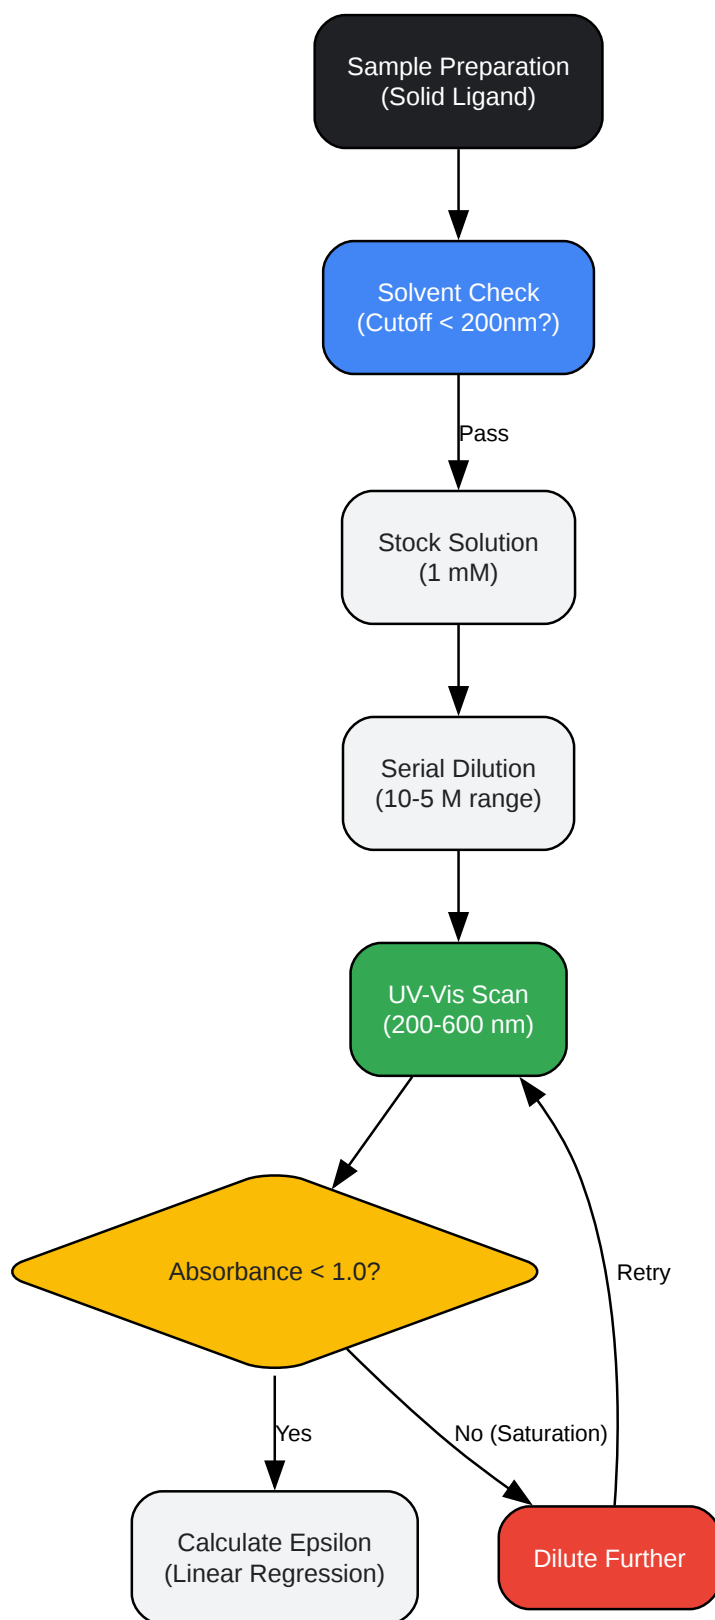 Sample Preparation
(Solid Ligand)
Solvent Check
(Cutoff < 200nm?)
Pass
Stock Solution
(1 mM)
Serial Dilution
(10-5 M range)
UV-Vis Scan
(200-600 nm)
Absorbance < 1.0?
Retry
Yes
No (Saturation)
Calculate Epsilon
(Linear Regression)
Dilute Further